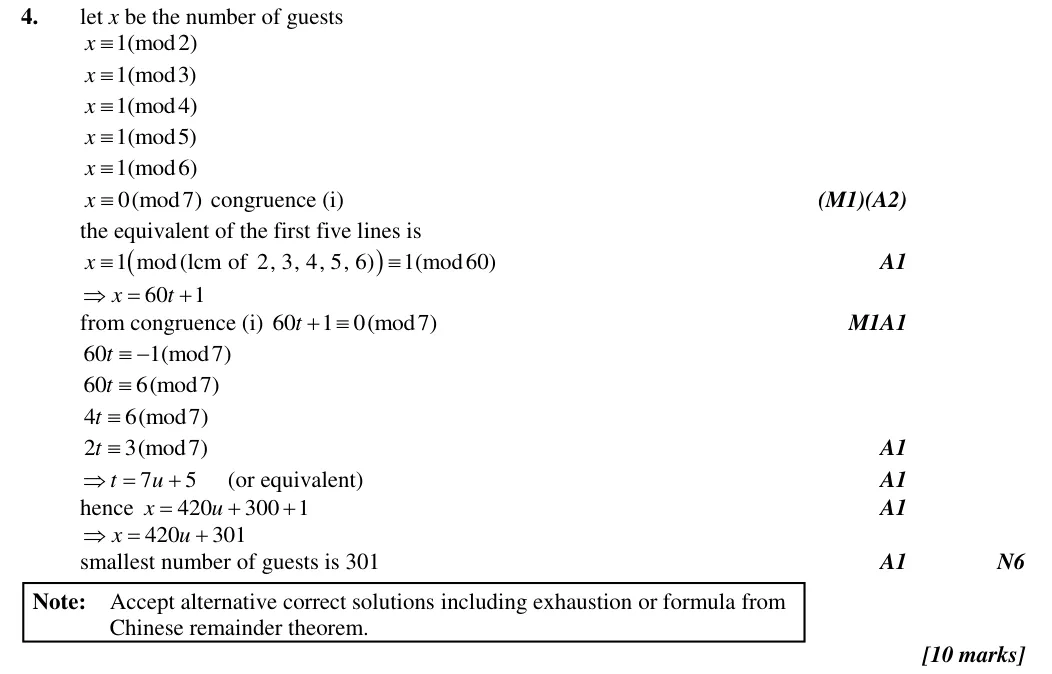 4. let x be the number of guests
x ≡ 1(mod 2)
x ≡ 1(mod 3)
x ≡ 1(mod 4)
x ≡ 1(mod 5)
x ≡ 1(mod 6)
x ≡ 0(mod 7) congruence (i) (M1)(A2)
the equivalent of the first five lines is
x ≡ 1(mod(lcm of 2, 3, 4, 5, 6)) ≡ 1(mod 60) A1
⇒ x = 60t + 1
from congruence (i) 60t + 1 ≡ 0(mod 7) M1A1
60t ≡ −1(mod 7)
60t ≡ 6(mod 7)
4t ≡ 6(mod 7)
2t ≡ 3(mod 7) A1
⇒ t = 7u + 5 (or equivalent) A1
hence x = 420u + 300 + 1 A1
⇒ x = 420u + 301
smallest number of guests is 301 A1 N6
Note: Accept alternative correct solutions including exhaustion or formula from
Chinese remainder theorem.
[10 marks]